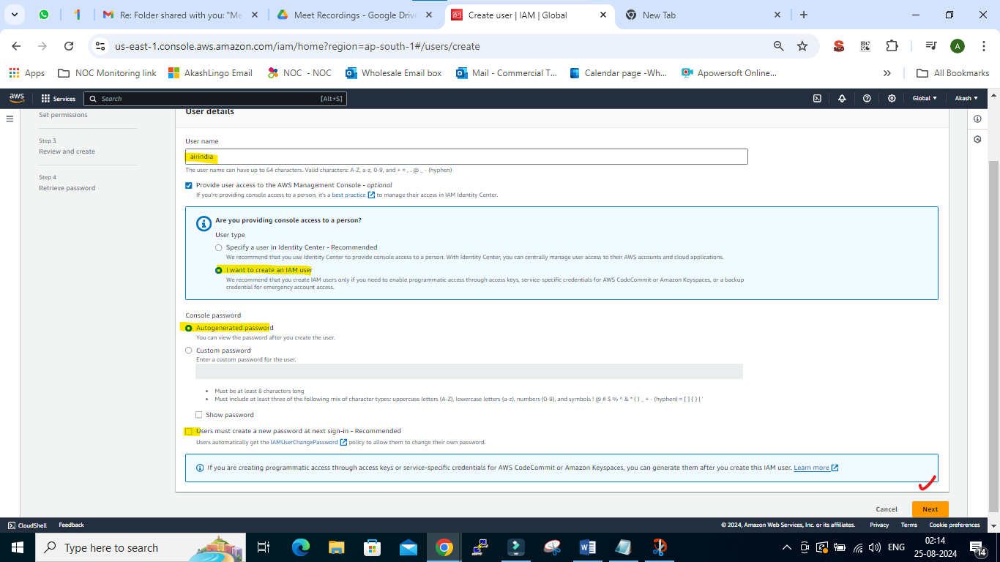 Re: Folder shared with you: "Me
Meet Recordings - Google Drive
Create user | IAM | Global
New Tab
us-east-1.console.aws.amazon.com/iam/home?region=ap-south-1#/users/create
SEO
A
Apps
NOC Monitoring link
AkashLingo Email
NOC - NOC
Wholesale Email box
Mail - Commercial T...
Calendar page -Wh...
Apowersoft Online...
All Bookmarks
aws
Services
Search
[Alt+S]
Global
Akash
Set permissions
Step 3
Review and create
Step 4
Retrieve password
User details
User name
airindia
The user name can have up to 64 characters. Valid characters: A-Z, a-z, 0-9, and + = , . @ _ - (hyphen)
Provide user access to the AWS Management Console - optional
If you're providing console access to a person, it's a best practice to manage their access in IAM Identity Center.
Are you providing console access to a person?
User type
Specify a user in Identity Center - Recommended
We recommend that you use Identity Center to provide console access to a person. With Identity Center, you can centrally manage user access to their AWS accounts and cloud applications.
I want to create an IAM user
We recommend that you create IAM users only if you need to enable programmatic access through access keys, service-specific credentials for AWS CodeCommit or Amazon Keyspaces, or a backup
credential for emergency account access.
Console password
Autogenerated password
You can view the password after you create the user.
Custom password
Enter a custom password for the user.
Must be at least 8 characters long
Must include at least three of the following mix of character types: uppercase letters (A-Z), lowercase letters (a-z), numbers (0-9), and symbols ! @ # $ % ^ & * ( ) _ + - (hyphen) = [ ] { } | '
Show password
Users must create a new password at next sign-in - Recommended
Users automatically get the IAMUserChangePassword policy to allow them to change their own password.
If you are creating programmatic access through access keys or service-specific credentials for AWS CodeCommit or Amazon Keyspaces, you can generate them after you create this IAM user. Learn more
Cancel
Next
CloudShell
Feedback
© 2024, Amazon Web Services, Inc. or its affiliates.
Privacy
Terms
Cookie preferences
Type here to search
ENG
02:14
25-08-2024
14